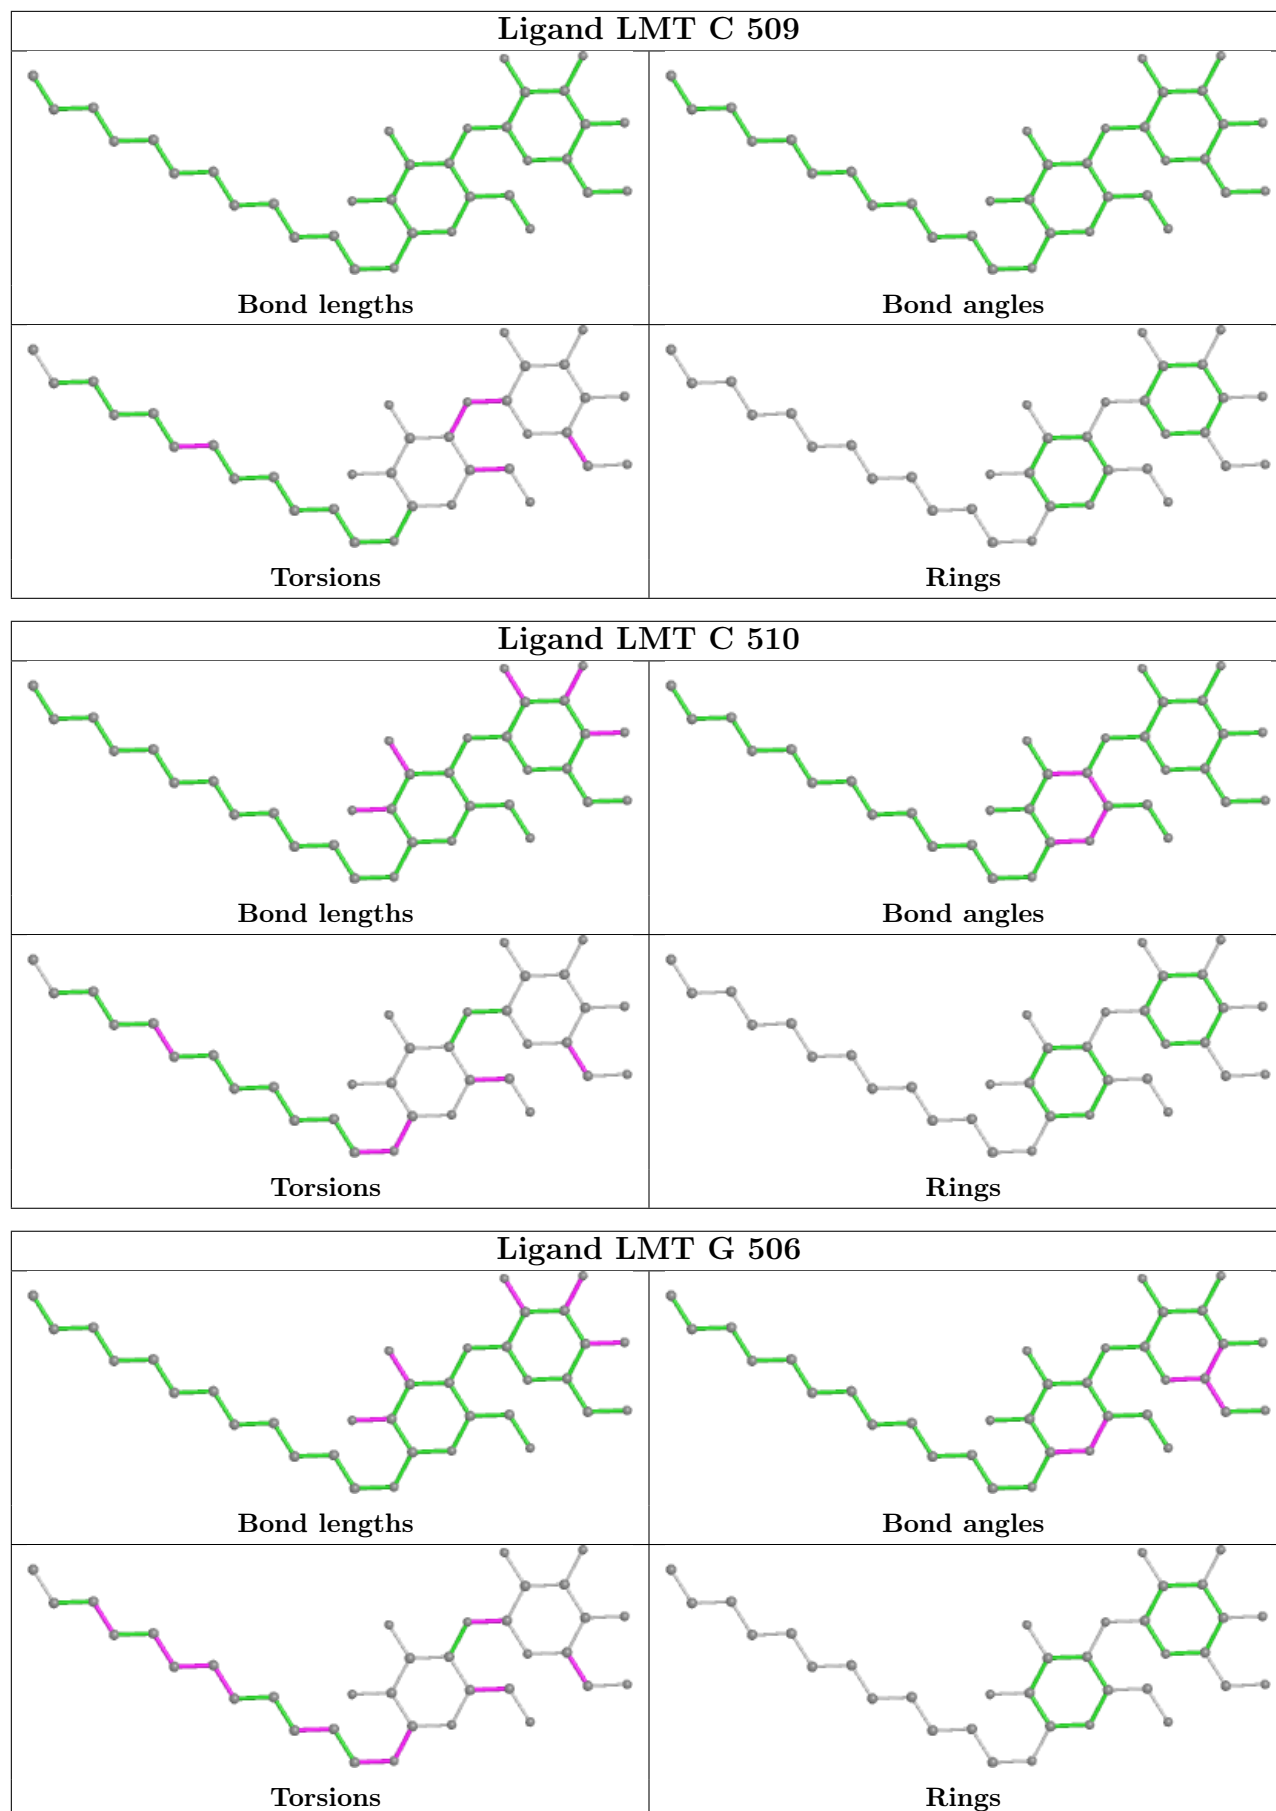 Ligand LMT C 509
Bond lengths
Bond angles
Torsions
Rings
Ligand LMT C 510
Bond lengths
Bond angles
Torsions
Rings
Ligand LMT G 506
Bond lengths
Bond angles
Torsions
Rings